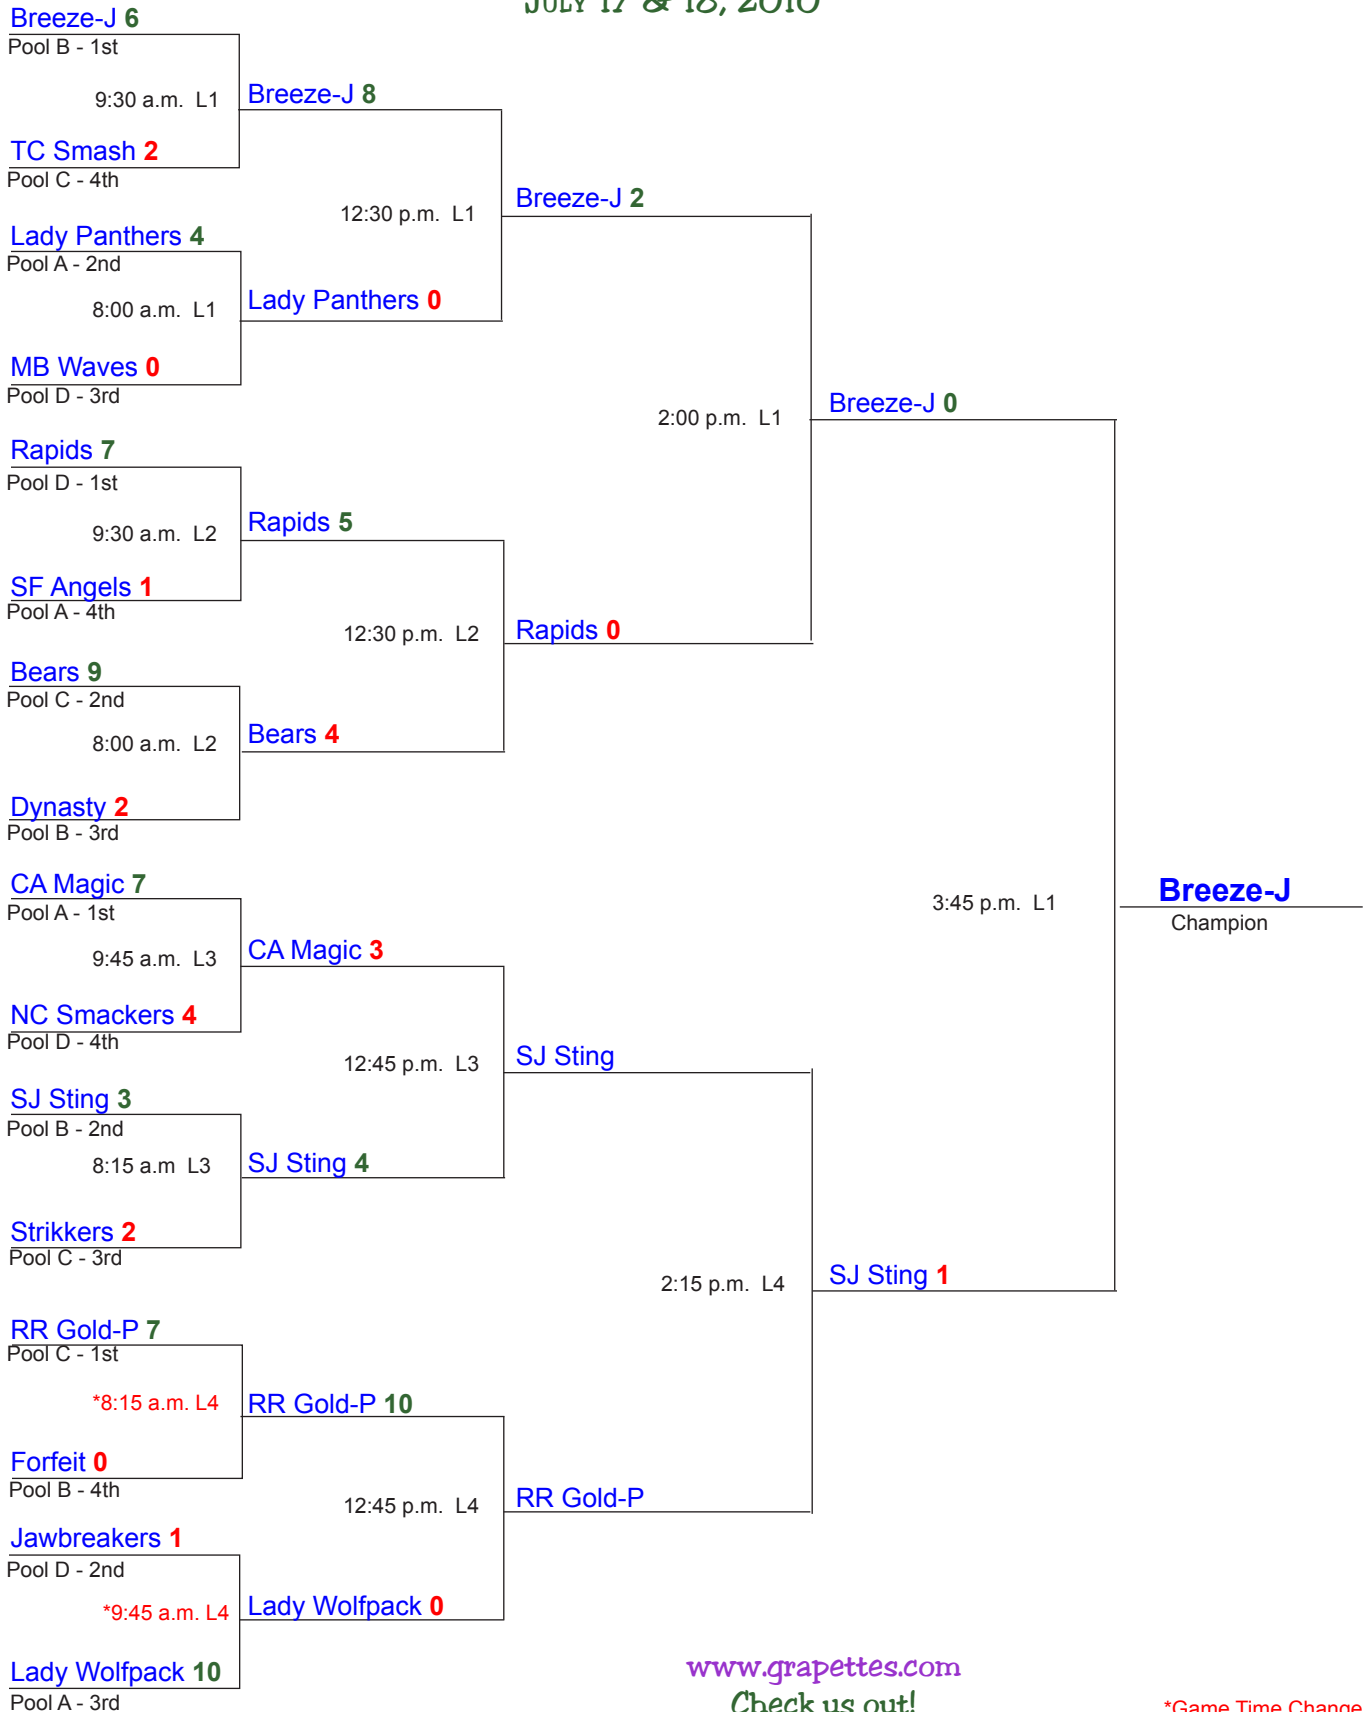 JULY 17 & 18, 2010
Breeze-J 6
Pool B - 1st
9:30 a.m. L1
Breeze-J 8
TC Smash 2
Pool C - 4th
12:30 p.m. L1
Breeze-J 2
Lady Panthers 4
Pool A - 2nd
8:00 a.m. L1
Lady Panthers 0
MB Waves 0
Pool D - 3rd
2:00 p.m. L1
Breeze-J 0
Rapids 7
Pool D - 1st
9:30 a.m. L2
Rapids 5
SF Angels 1
Pool A - 4th
12:30 p.m. L2
Rapids 0
Bears 9
Pool C - 2nd
8:00 a.m. L2
Bears 4
Dynasty 2
Pool B - 3rd
3:45 p.m. L1
Breeze-J
Champion
CA Magic 7
Pool A - 1st
9:45 a.m. L3
CA Magic 3
NC Smackers 4
Pool D - 4th
12:45 p.m. L3
SJ Sting
SJ Sting 3
Pool B - 2nd
8:15 a.m L3
SJ Sting 4
Strikkers 2
Pool C - 3rd
2:15 p.m. L4
SJ Sting 1
RR Gold-P 7
Pool C - 1st
*8:15 a.m. L4
RR Gold-P 10
Forfeit 0
Pool B - 4th
12:45 p.m. L4
RR Gold-P
Jawbreakers 1
Pool D - 2nd
*9:45 a.m. L4
Lady Wolfpack 0
Lady Wolfpack 10
Pool A - 3rd
www.grapettes.com
Check us out!
*Game Time Change